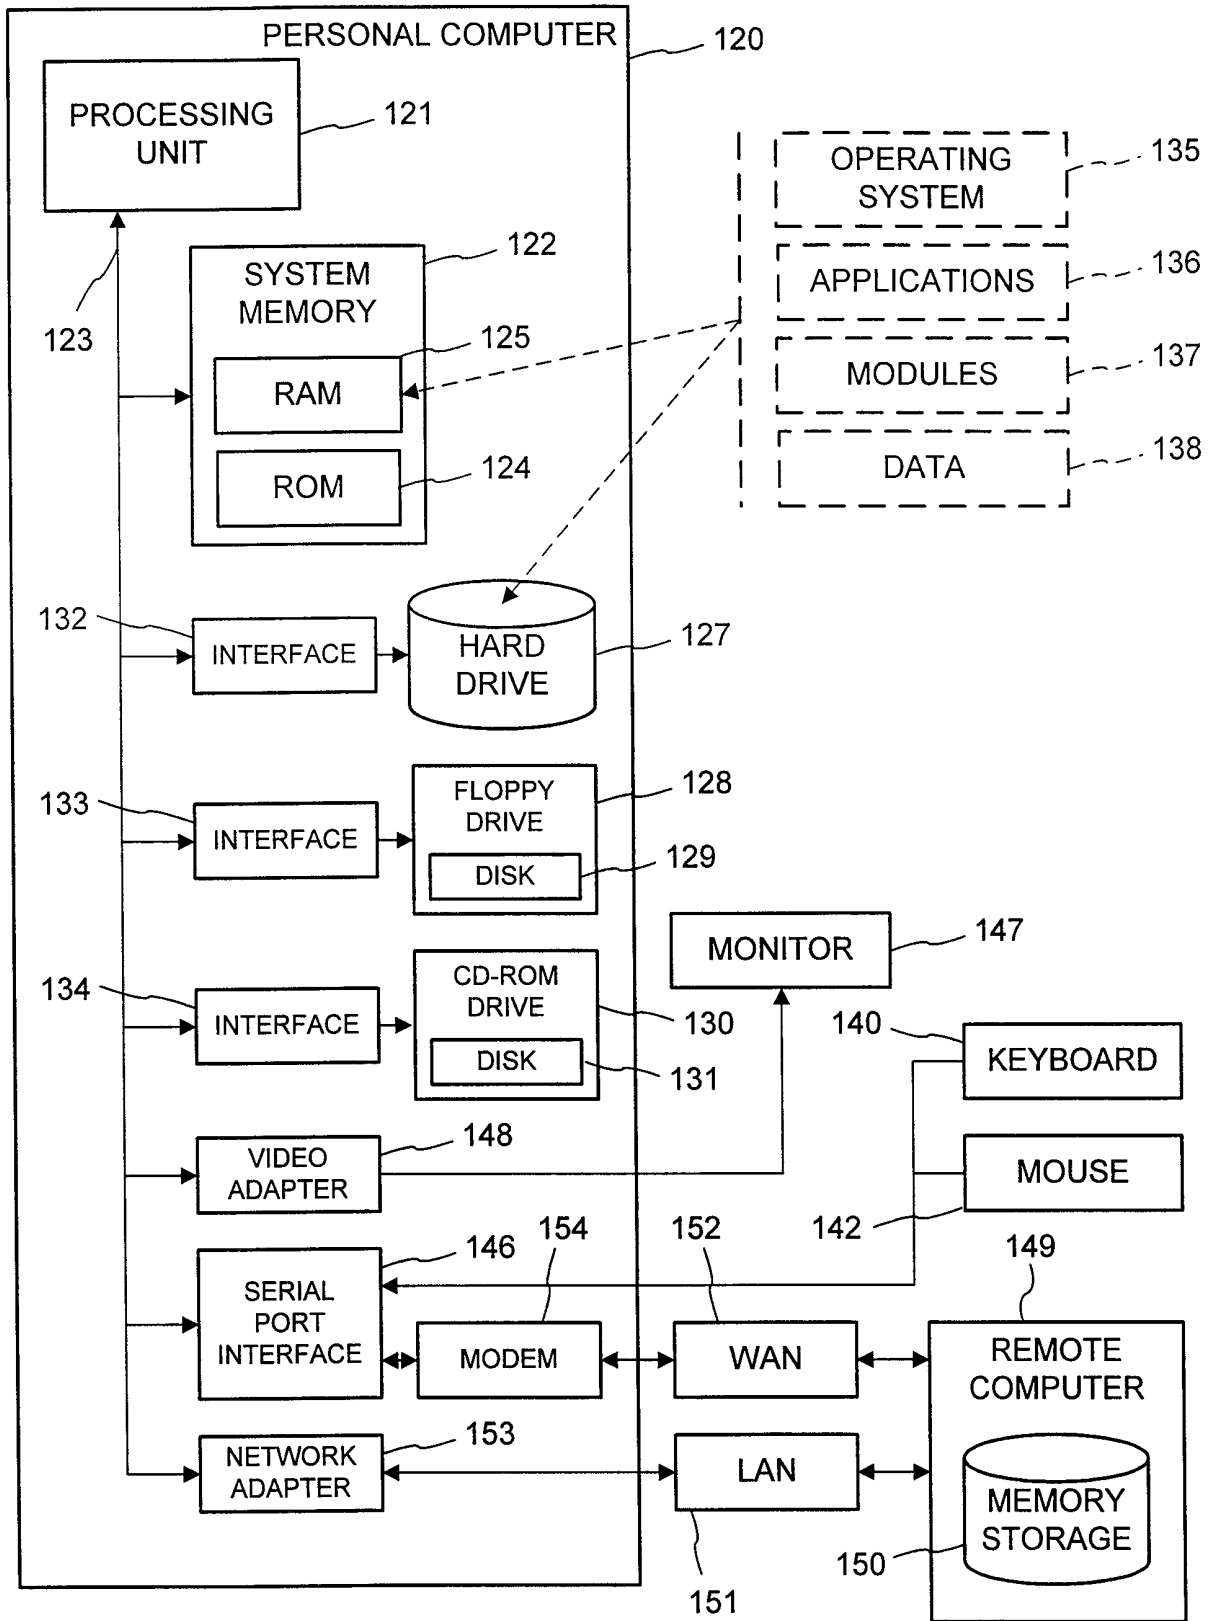 PERSONAL COMPUTER
120
PROCESSING
UNIT
121
123
SYSTEM
MEMORY
122
RAM
125
ROM
124
OPERATING
SYSTEM
135
APPLICATIONS
136
MODULES
137
DATA
138
132
INTERFACE
HARD
DRIVE
127
133
INTERFACE
FLOPPY
DRIVE
128
DISK
129
134
INTERFACE
CD-ROM
DRIVE
130
DISK
131
MONITOR
147
140
KEYBOARD
MOUSE
142
VIDEO
ADAPTER
148
SERIAL
PORT
INTERFACE
146
MODEM
154
WAN
152
149
REMOTE
COMPUTER
NETWORK
ADAPTER
153
LAN
151
MEMORY
STORAGE
150